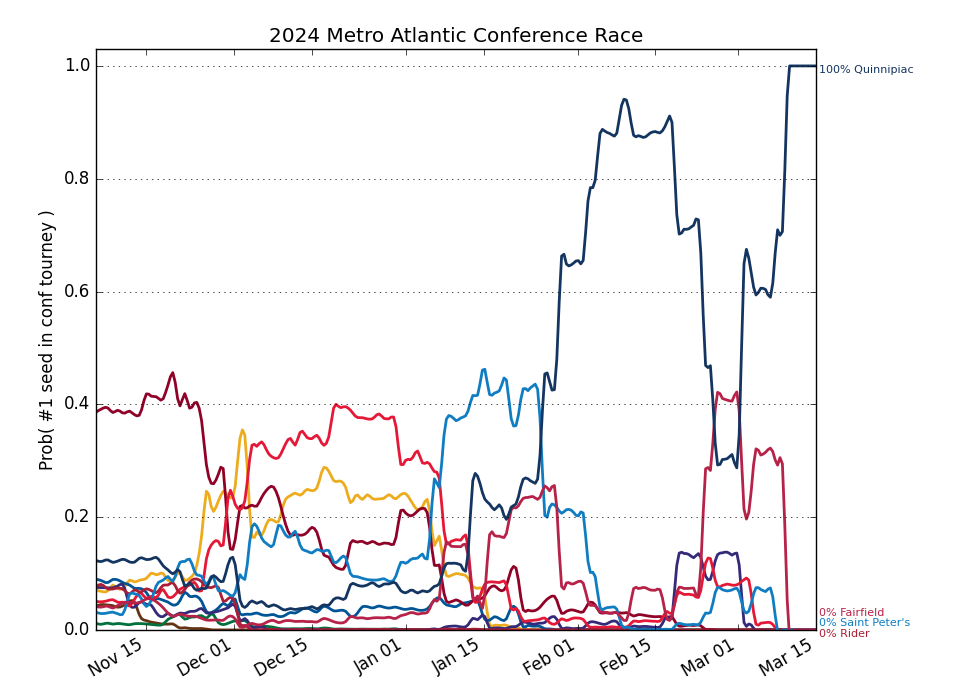 2024 Metro Atlantic Conference Race
Prob( #1 seed in conf tourney )
1.0
0.8
0.6
0.4
0.2
0.0
100% Quinnipiac
0% Fairfield
0% Saint Peter's
0% Rider
Nov 15
Dec 01
Dec 15
Jan 01
Jan 15
Feb 01
Feb 15
Mar 01
Mar 15